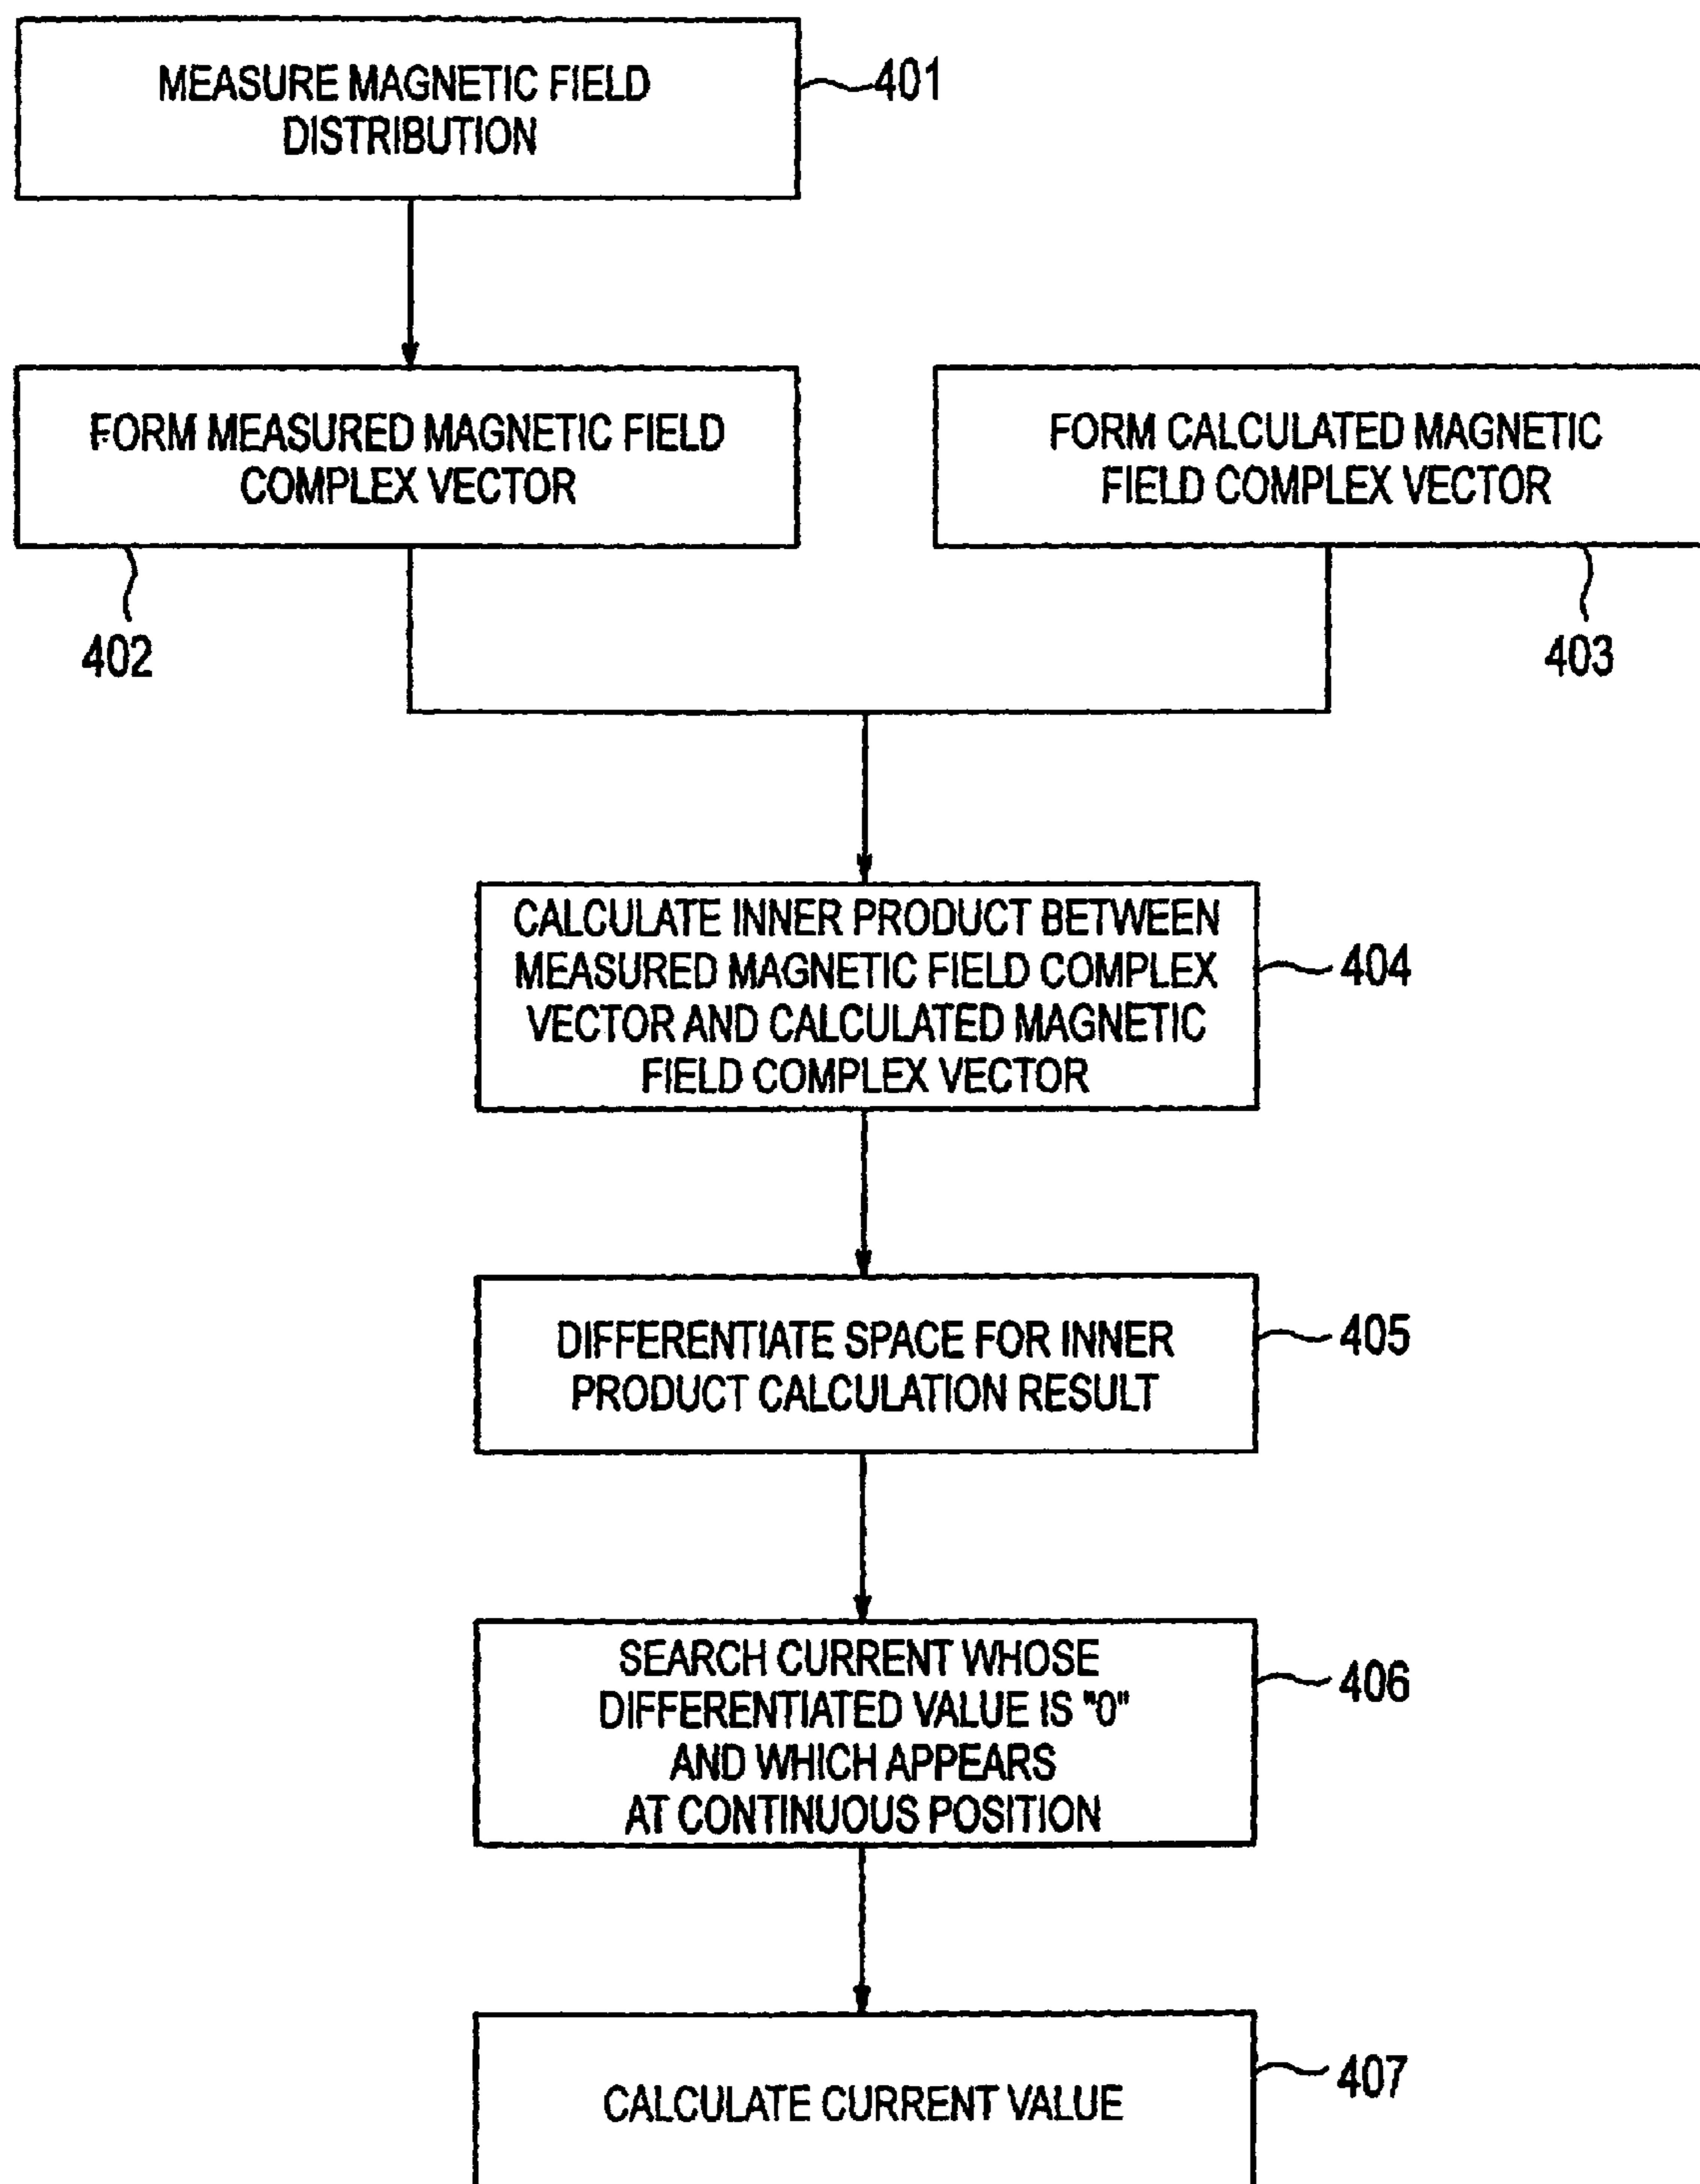 MEASURE MAGNETIC FIELD
DISTRIBUTION
401
FORM MEASURED MAGNETIC FIELD
COMPLEX VECTOR
402
FORM CALCULATED MAGNETIC
FIELD COMPLEX VECTOR
403
CALCULATE INNER PRODUCT BETWEEN
MEASURED MAGNETIC FIELD COMPLEX
VECTOR AND CALCULATED MAGNETIC
FIELD COMPLEX VECTOR
404
DIFFERENTIATE SPACE FOR INNER
PRODUCT CALCULATION RESULT
405
SEARCH CURRENT WHOSE
DIFFERENTIATED VALUE IS "0"
AND WHICH APPEARS
AT CONTINUOUS POSITION
406
CALCULATE CURRENT VALUE
407